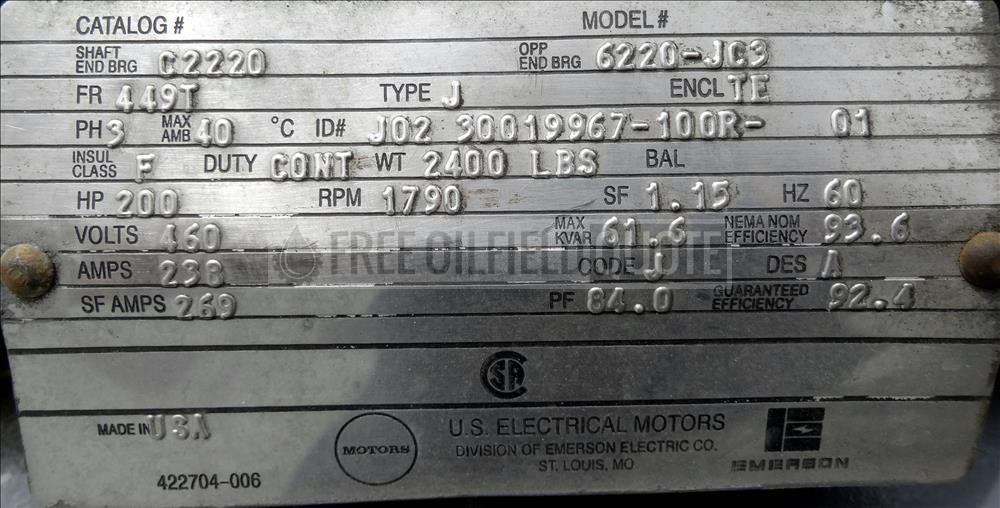 CATALOG # MODEL #
SHAFT END BRG C2220 OPP END BRG 6220-JC3
FR 449T TYPE J ENCL TE
PH 3 MAX AMB 40 °C ID# J02 30019967-100R- 01
INSUL CLASS F DUTY CONT WT 2400 LBS BAL
HP 200 RPM 1790 SF 1.15 HZ 60
VOLTS 460 MAX KVAR 61.6 NEMA NOM EFFICIENCY 93.6
FREE OILFIELD QUOTE
AMPS 238 CODE J DES A
SF AMPS 269 PF 84.0 GUARANTEED EFFICIENCY 92.4
CSA
MADE IN USA
MOTORS
U.S. ELECTRICAL MOTORS
DIVISION OF EMERSON ELECTRIC CO.
ST. LOUIS, MO
EMERSON
422704-006